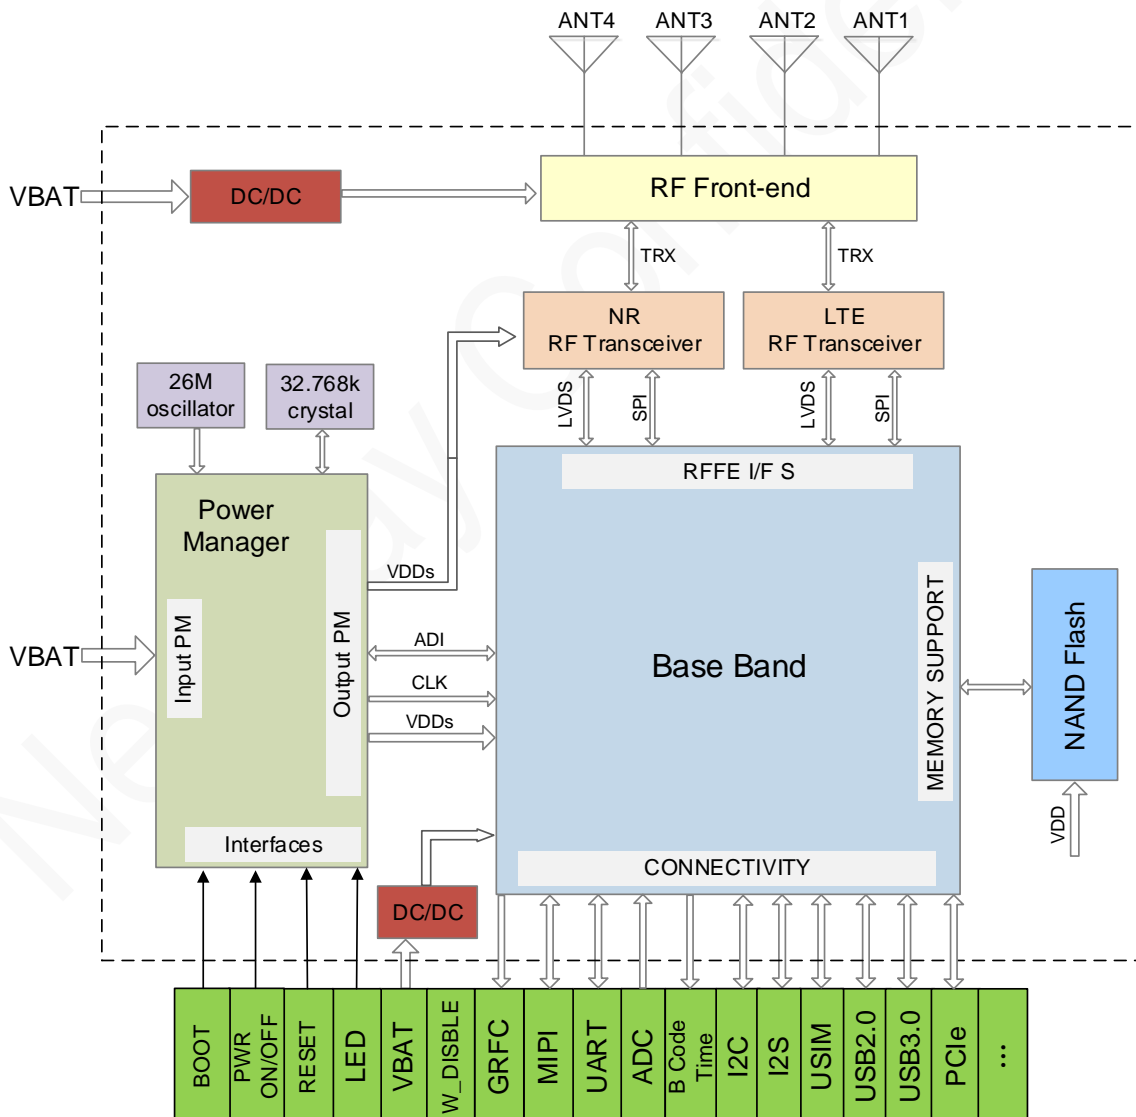 ANT4
ANT3
ANT2
ANT1
VBAT
DC/DC
RF Front-end
TRX
TRX
NR
RF Transceiver
LTE
RF Transceiver
26M
oscillator
32.768k
crystal
LVDS
SPI
LVDS
SPI
RFFE I/F S
Power
Manager
VDDs
Input PM
Output PM
VBAT
ADI
CLK
VDDs
Base Band
MEMORY SUPPORT
NAND Flash
VDD
Interfaces
CONNECTIVITY
DC/DC
BOOT
PWR
ON/OFF
RESET
LED
VBAT
W_DISBLE
GRFC
MIPI
UART
ADC
B Code
Time
I2C
I2S
USIM
USB2.0
USB3.0
PCIe
...